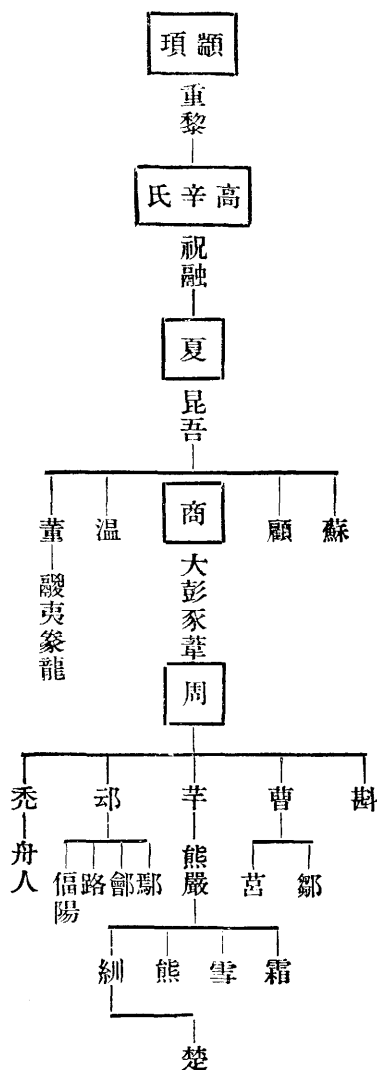 顓頊
重黎
高辛氏
祝融
夏
昆吾
蘇
顧
商
温
董
鬷夷豢龍
大彭豕韋
周
斟
曹
芉
邧
禿
鄒
莒
熊嚴
鄢
鄶
路
偪陽
舟人
霜
雪
熊
紃
楚